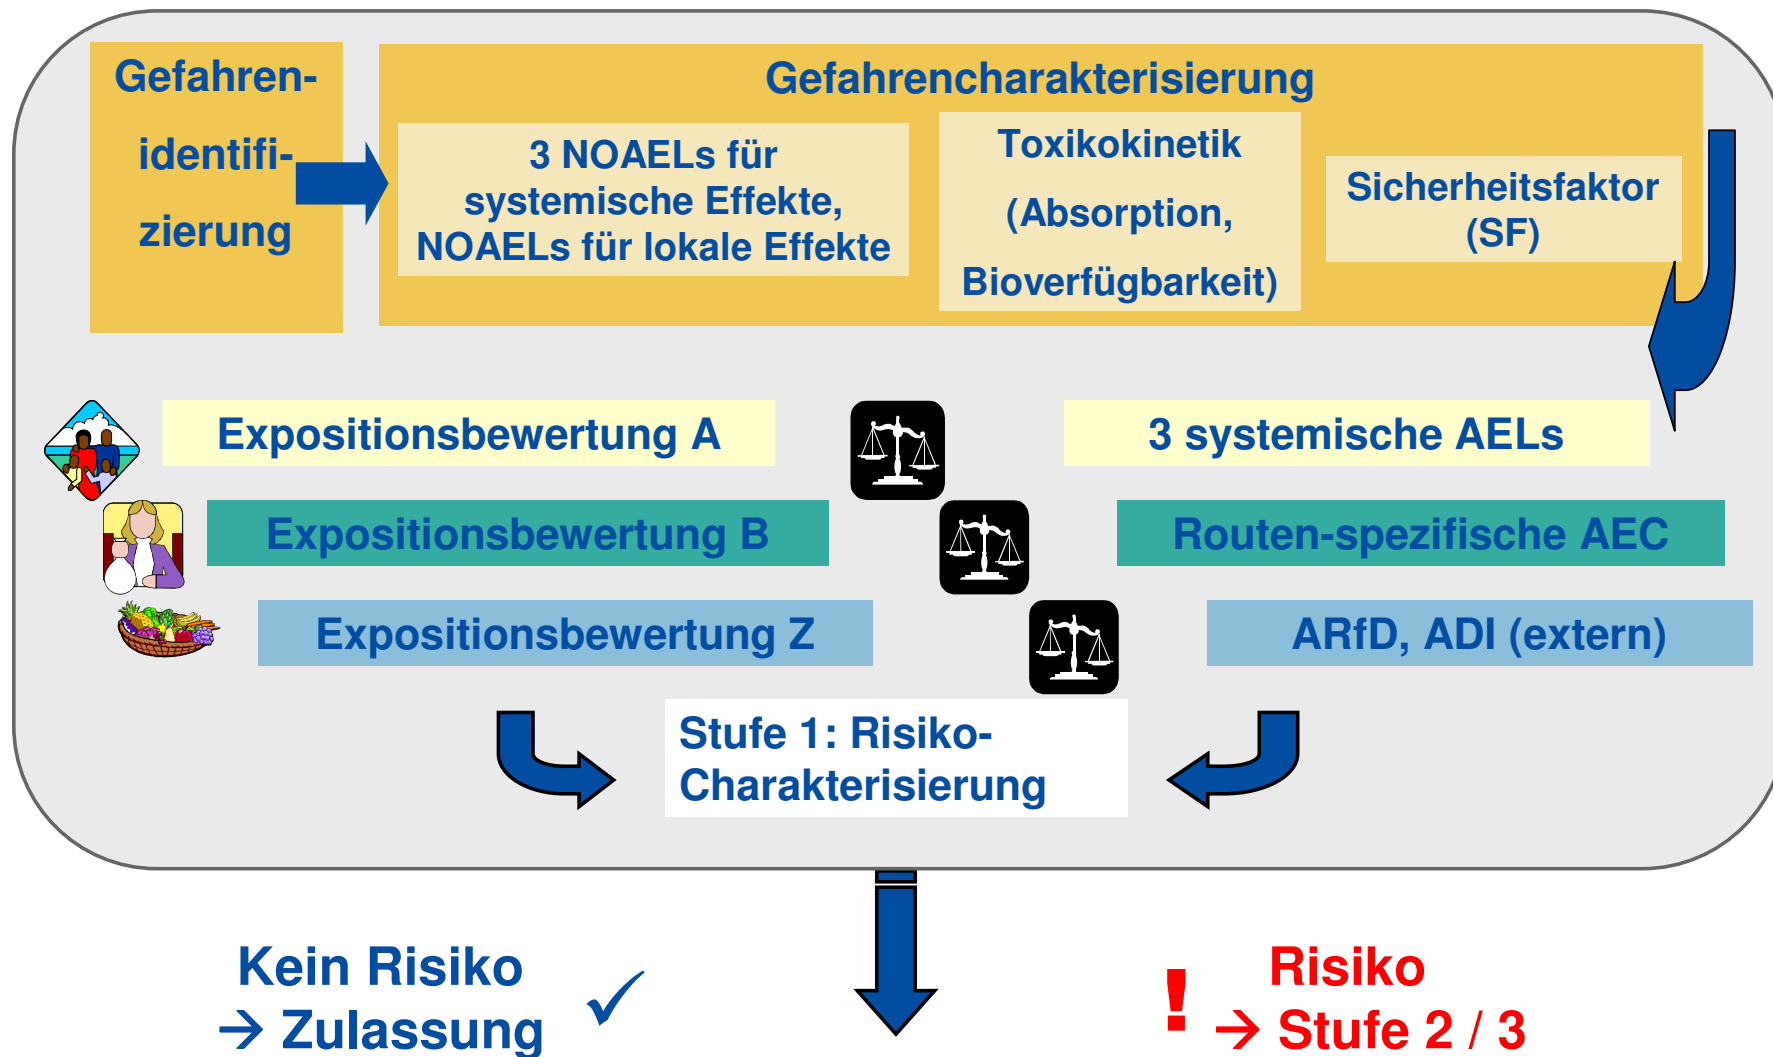 Gefahren-
identifi-
zierung
Gefahrencharakterisierung
3 NOAELs für
systemische Effekte,
NOAELs für lokale Effekte
Toxikokinetik
(Absorption,
Bioverfügbarkeit)
Sicherheitsfaktor
(SF)
Expositionsbewertung A
3 systemische AELs
Expositionsbewertung B
Routen-spezifische AEC
Expositionsbewertung Z
ARfD, ADI (extern)
Stufe 1: Risiko-
Charakterisierung
Kein Risiko
→ Zulassung ✓
! Risiko
→ Stufe 2 / 3